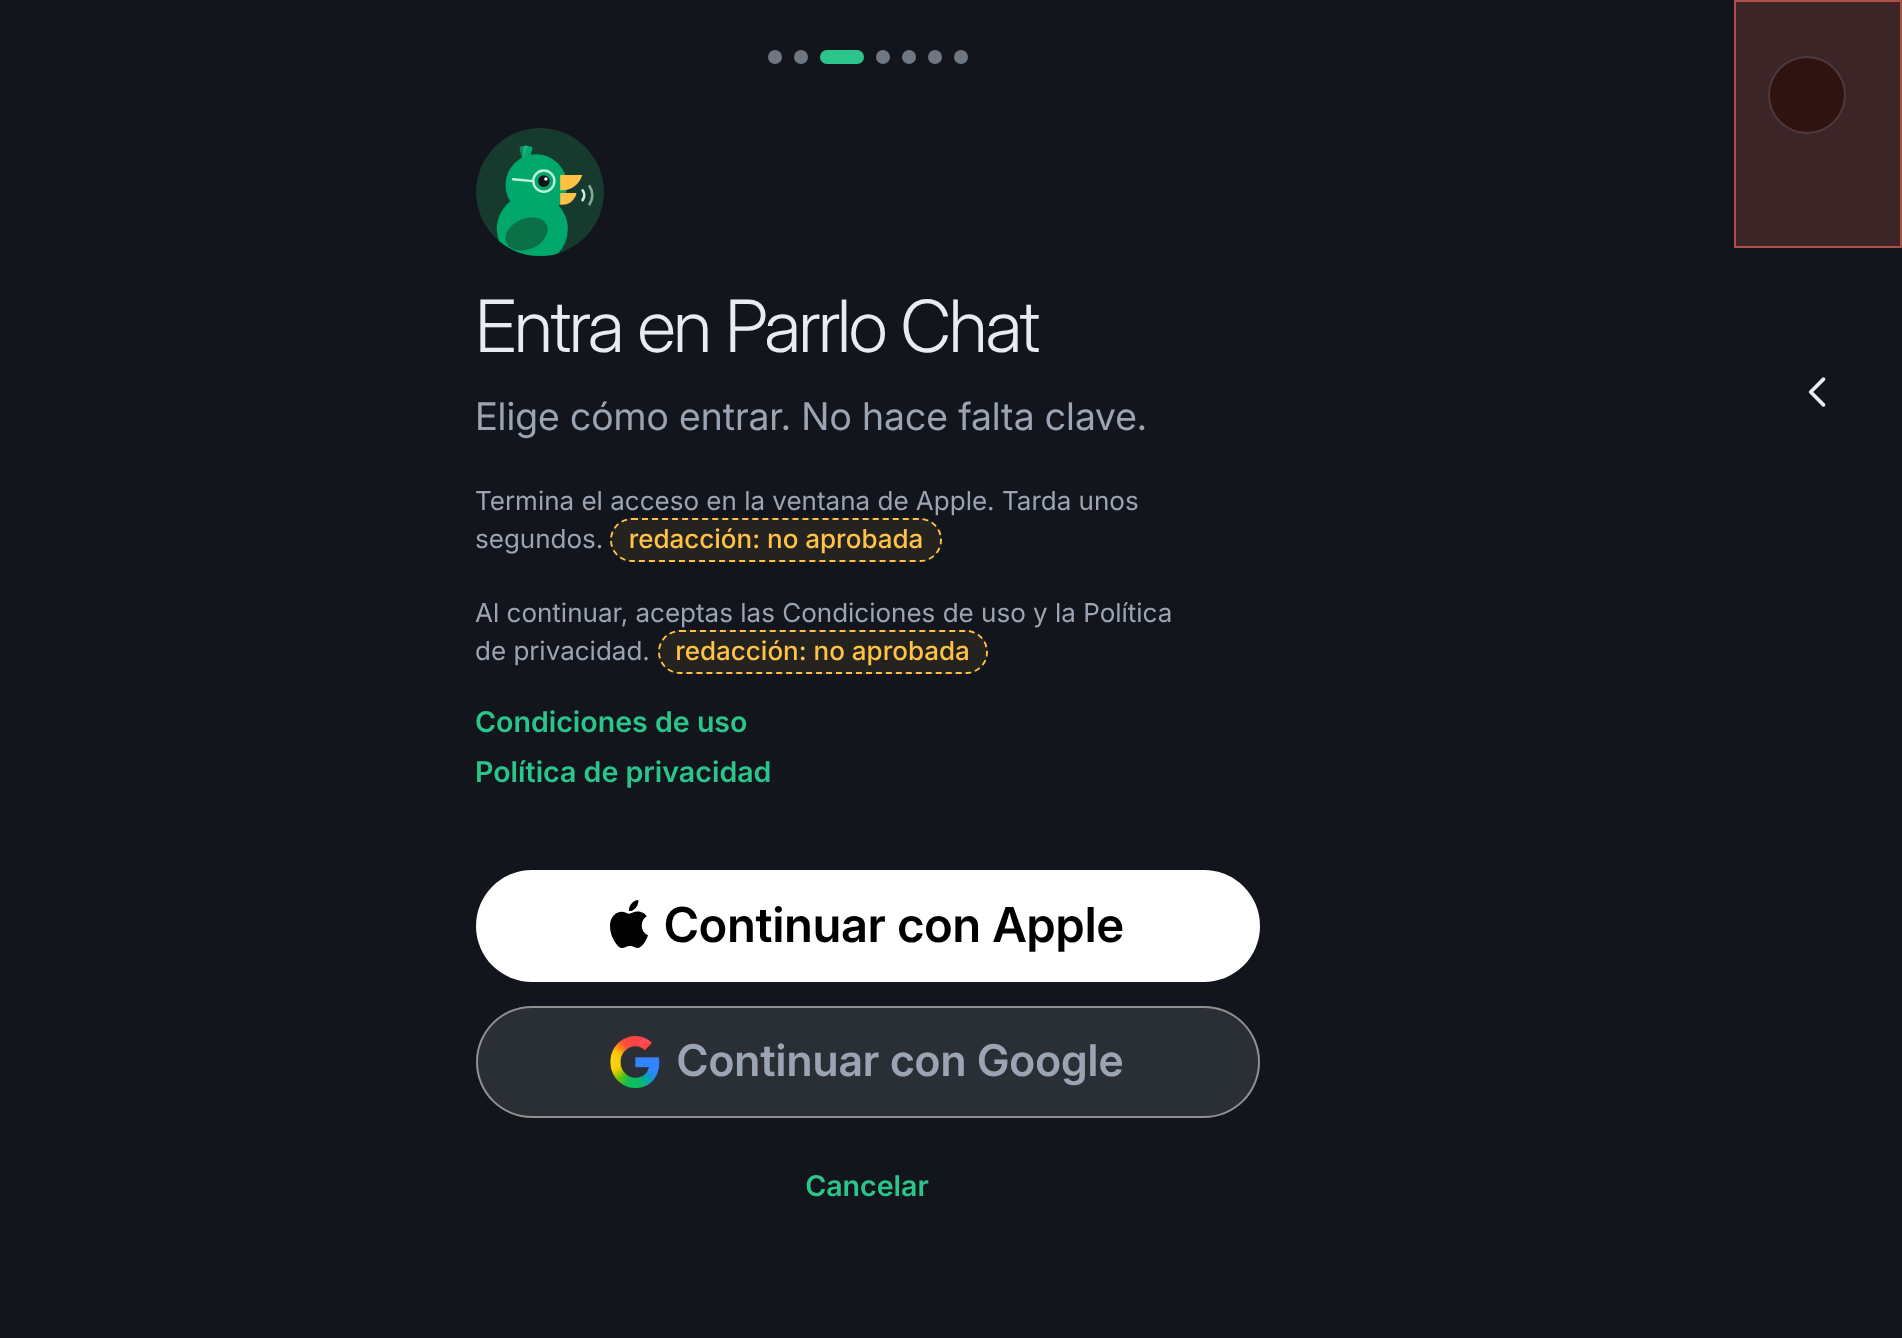 Entra en Parrlo Chat
Elige cómo entrar. No hace falta clave.
Termina el acceso en la ventana de Apple. Tarda unos
segundos. redacción: no aprobada
Al continuar, aceptas las Condiciones de uso y la Política
de privacidad. redacción: no aprobada
Condiciones de uso
Política de privacidad
Continuar con Apple
Continuar con Google
Cancelar